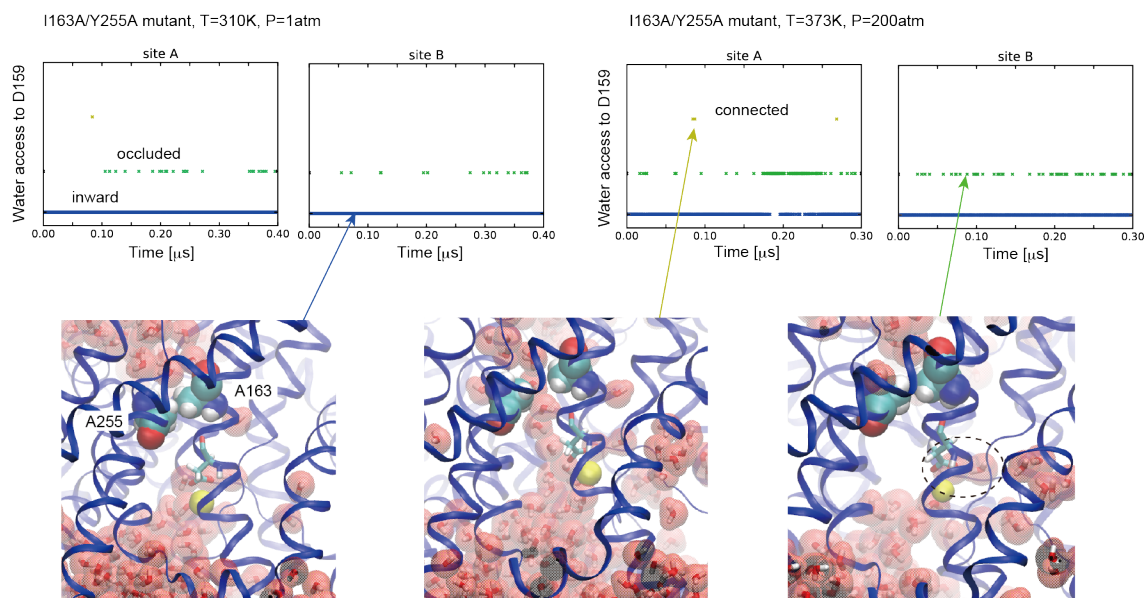 I163A/Y255A mutant, T=310K, P=1atm
I163A/Y255A mutant, T=373K, P=200atm
site A
site B
site A
site B
Water access to D159
occluded
inward
0.00 0.10 0.20 0.30 0.40
Time [μs]
0.00 0.10 0.20 0.30 0.40
Time [μs]
Water access to D159
connected
0.00 0.10 0.20 0.30
Time [μs]
0.00 0.10 0.20 0.30
Time [μs]
A163
A255